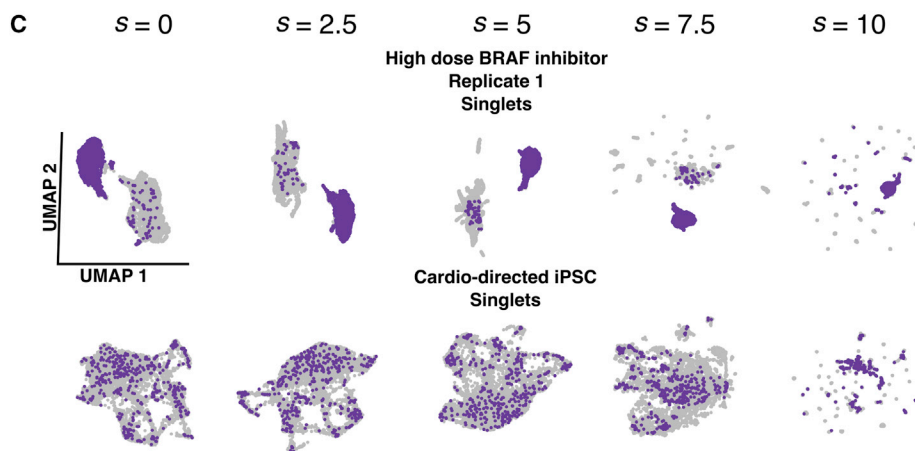 C
s = 0
s = 2.5
s = 5
s = 7.5
s = 10
High dose BRAF inhibitor
Replicate 1
Singlets
UMAP 2
UMAP 1
Cardio-directed iPSC
Singlets